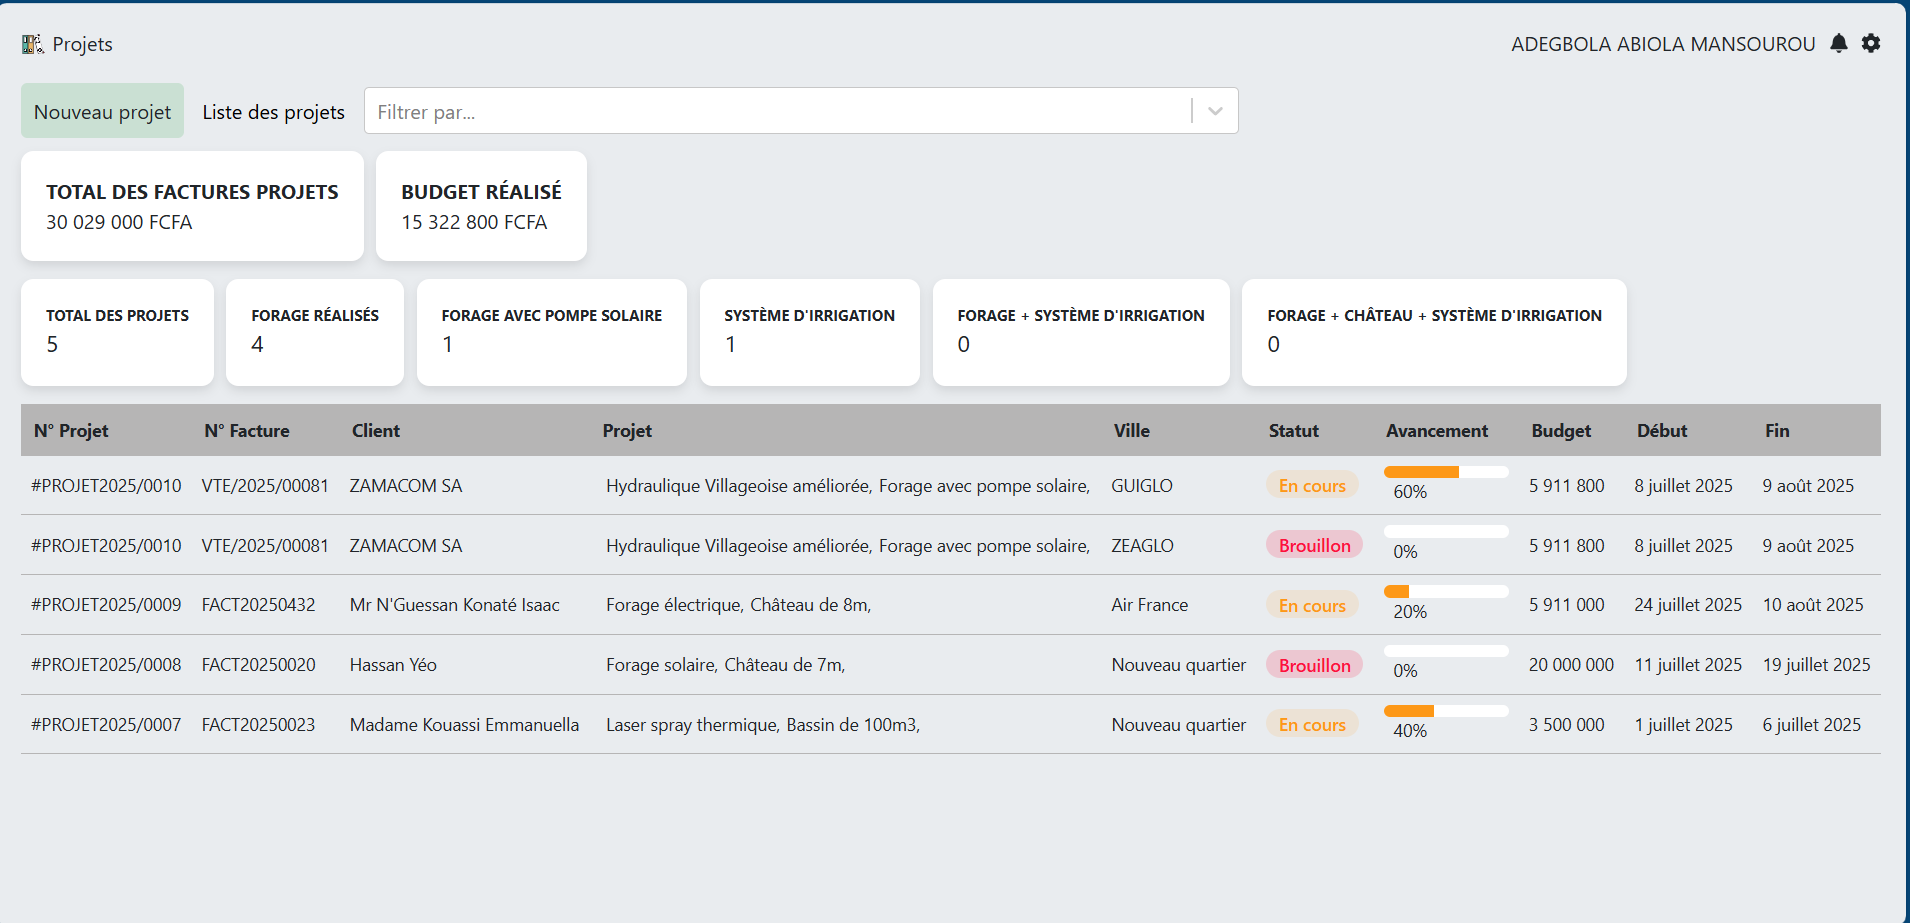 Projets
ADEGBOLA ABIOLA MANSOUROU
Nouveau projet Liste des projets Filtrer par...
TOTAL DES FACTURES PROJETS
30 029 000 FCFA
BUDGET RÉALISÉ
15 322 800 FCFA
TOTAL DES PROJETS
5
FORAGE RÉALISÉS
4
FORAGE AVEC POMPE SOLAIRE
1
SYSTÈME D'IRRIGATION
1
FORAGE + SYSTÈME D'IRRIGATION
0
FORAGE + CHÂTEAU + SYSTÈME D'IRRIGATION
0
N° Projet N° Facture Client Projet Ville Statut Avancement Budget Début Fin
#PROJET2025/0010 VTE/2025/00081 ZAMACOM SA Hydraulique Villageoise améliorée, Forage avec pompe solaire, GUIGLO En cours 60% 5 911 800 8 juillet 2025 9 août 2025
#PROJET2025/0010 VTE/2025/00081 ZAMACOM SA Hydraulique Villageoise améliorée, Forage avec pompe solaire, ZEAGLO Brouillon 0% 5 911 800 8 juillet 2025 9 août 2025
#PROJET2025/0009 FACT20250432 Mr N'Guessan Konaté Isaac Forage électrique, Château de 8m, Air France En cours 20% 5 911 000 24 juillet 2025 10 août 2025
#PROJET2025/0008 FACT20250020 Hassan Yéo Forage solaire, Château de 7m, Nouveau quartier Brouillon 0% 20 000 000 11 juillet 2025 19 juillet 2025
#PROJET2025/0007 FACT20250023 Madame Kouassi Emmanuella Laser spray thermique, Bassin de 100m3, Nouveau quartier En cours 40% 3 500 000 1 juillet 2025 6 juillet 2025